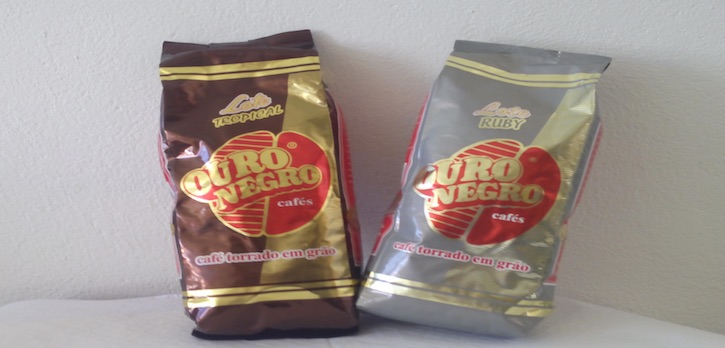 Lote
TROPICAL
OURO
NEGRO®
cafés
café torrado em grão
Lote
RUBY
OURO
NEGRO
cafés
café torrado em grão